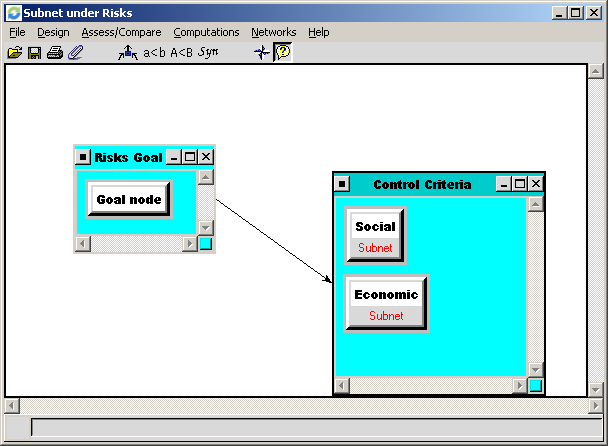 Subnet under Risks
File Design Assess/Compare Computations Networks Help
a<b A<B Syn
Risks Goal
Goal node
Control Criteria
Social
Subnet
Economic
Subnet